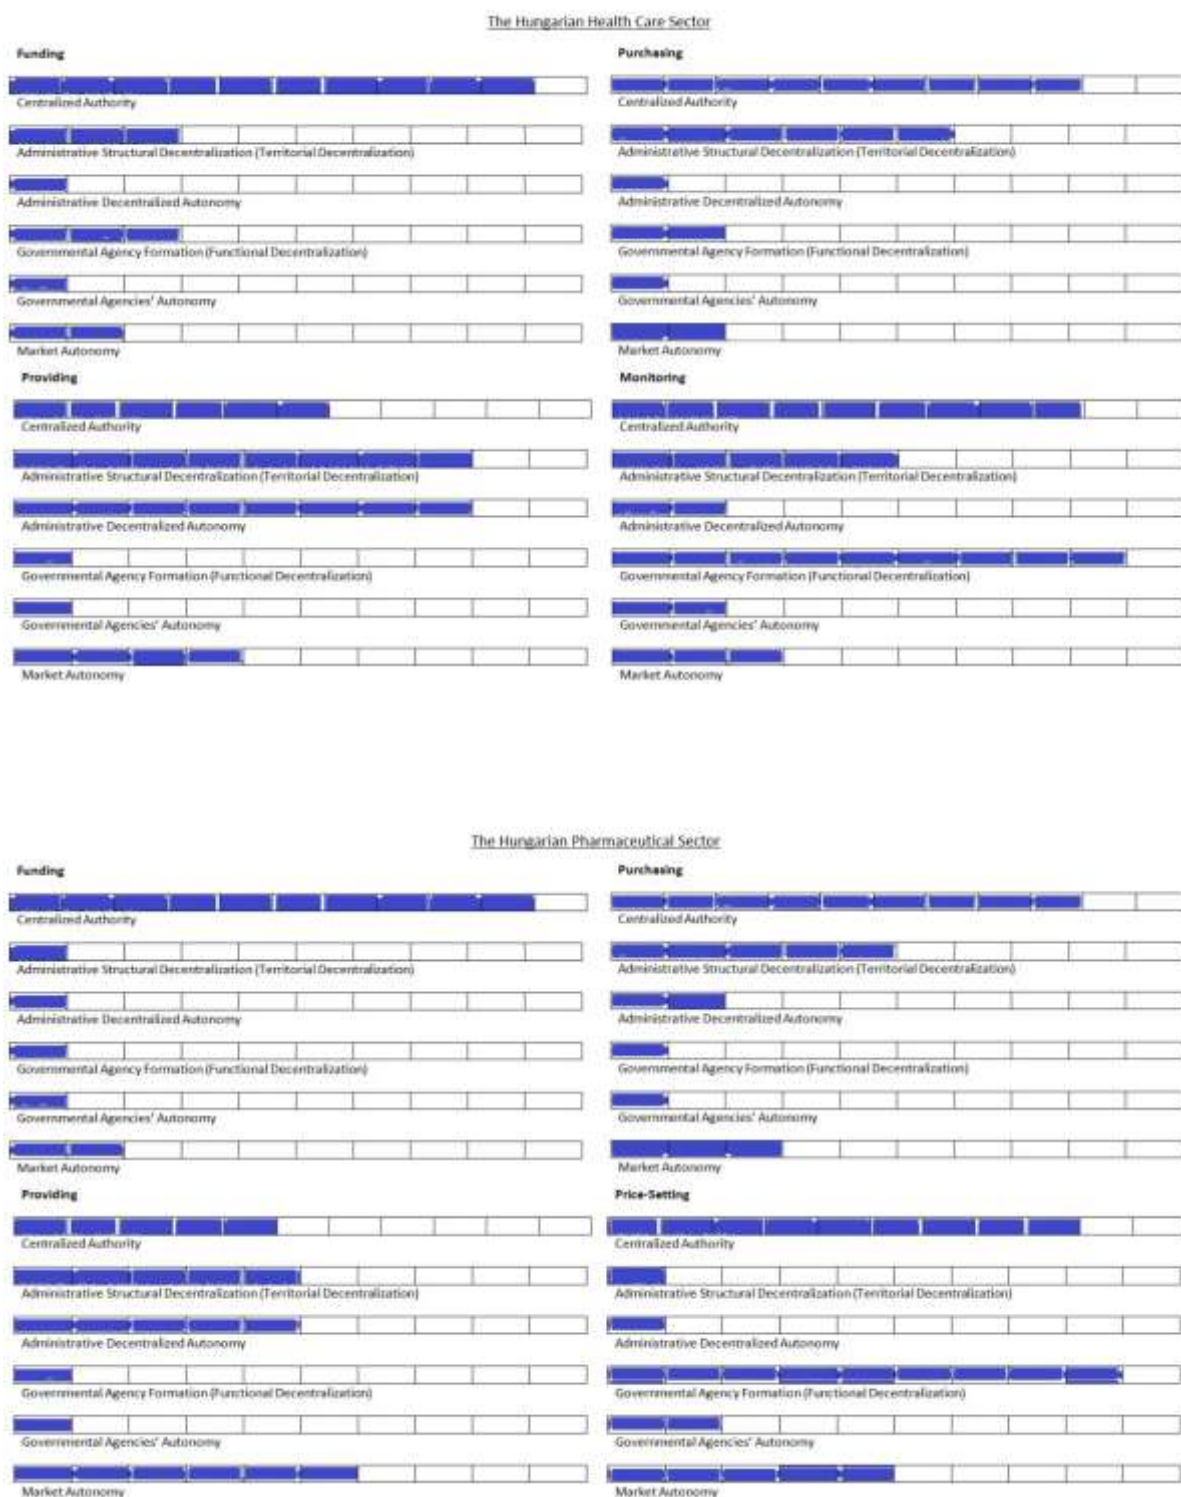 The Hungarian Health Care Sector
Funding
Centralized Authority
Administrative Structural Decentralization (Territorial Decentralization)
Administrative Decentralized Autonomy
Governmental Agency Formation (Functional Decentralization)
Governmental Agencies' Autonomy
Market Autonomy
Purchasing
Centralized Authority
Administrative Structural Decentralization (Territorial Decentralization)
Administrative Decentralized Autonomy
Governmental Agency Formation (Functional Decentralization)
Governmental Agencies' Autonomy
Market Autonomy
Providing
Centralized Authority
Administrative Structural Decentralization (Territorial Decentralization)
Administrative Decentralized Autonomy
Governmental Agency Formation (Functional Decentralization)
Governmental Agencies' Autonomy
Market Autonomy
Monitoring
Centralized Authority
Administrative Structural Decentralization (Territorial Decentralization)
Administrative Decentralized Autonomy
Governmental Agency Formation (Functional Decentralization)
Governmental Agencies' Autonomy
Market Autonomy
The Hungarian Pharmaceutical Sector
Funding
Centralized Authority
Administrative Structural Decentralization (Territorial Decentralization)
Administrative Decentralized Autonomy
Governmental Agency Formation (Functional Decentralization)
Governmental Agencies' Autonomy
Market Autonomy
Purchasing
Centralized Authority
Administrative Structural Decentralization (Territorial Decentralization)
Administrative Decentralized Autonomy
Governmental Agency Formation (Functional Decentralization)
Governmental Agencies' Autonomy
Market Autonomy
Providing
Centralized Authority
Administrative Structural Decentralization (Territorial Decentralization)
Administrative Decentralized Autonomy
Governmental Agency Formation (Functional Decentralization)
Governmental Agencies' Autonomy
Market Autonomy
Price-Setting
Centralized Authority
Administrative Structural Decentralization (Territorial Decentralization)
Administrative Decentralized Autonomy
Governmental Agency Formation (Functional Decentralization)
Governmental Agencies' Autonomy
Market Autonomy